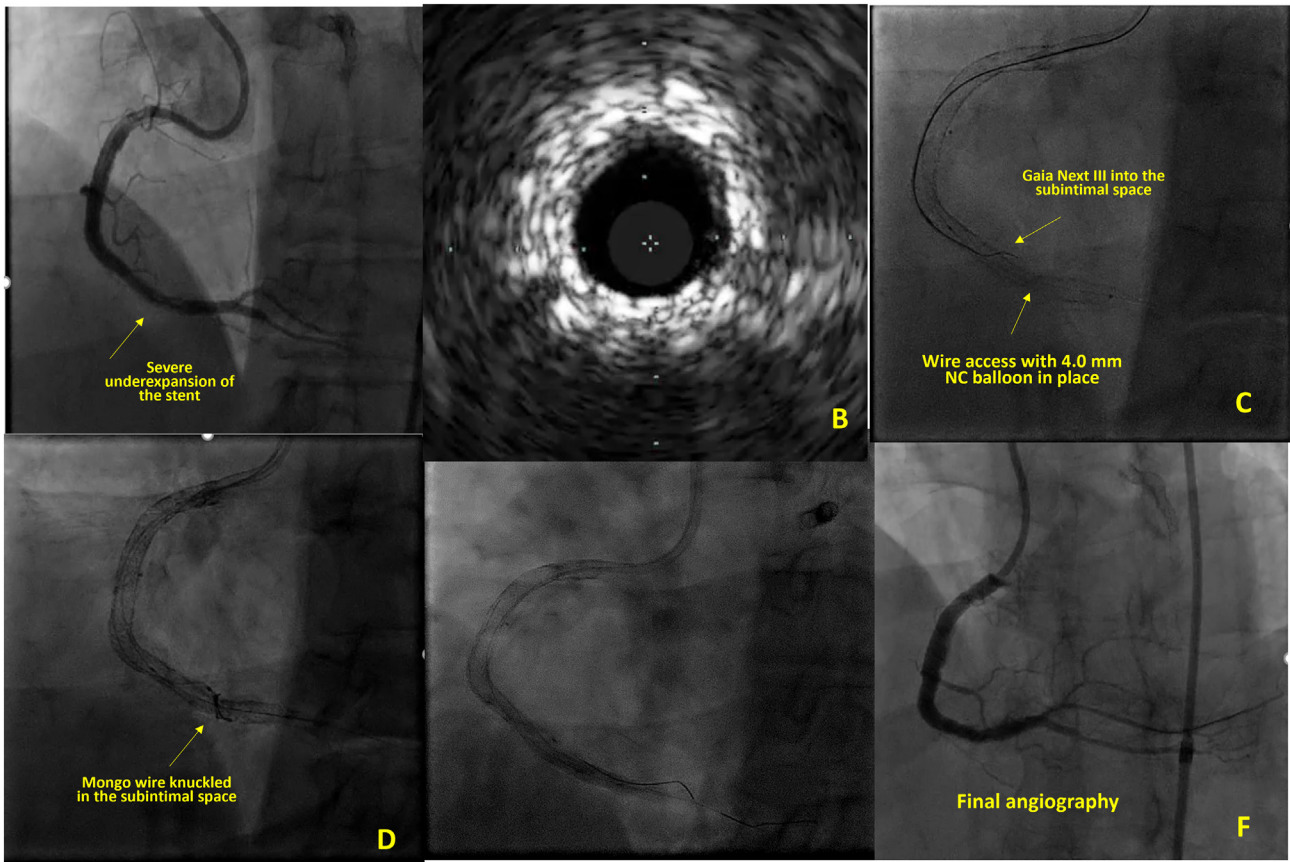 Severe
underexpansion of
the stent
B
Gaia Next III into the
subintimal space
Wire access with 4.0 mm
NC balloon in place
C
Mongo wire knuckled
in the subintimal space
D
Final angiography
F